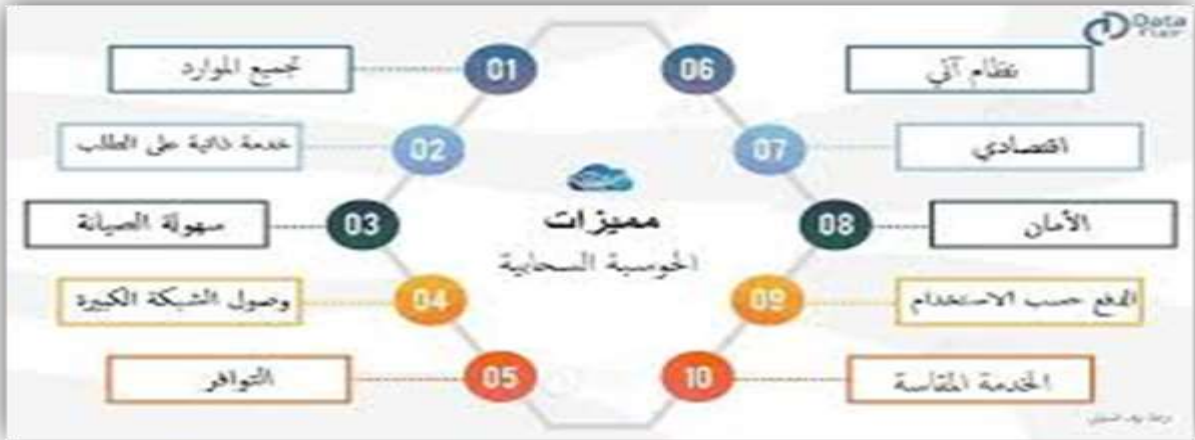 Data
Flair
01
تجميع الموارد
02
خدمة ذاتية على الطلب
03
سهولة الصيانة
04
وصول الشبكة الكبيرة
05
التوافر
مميزات
الحوسبة السحابية
06
نظام آلي
07
اقتصادي
08
الأمان
09
الدفع حسب الاستخدام
10
الخدمة المقاسة